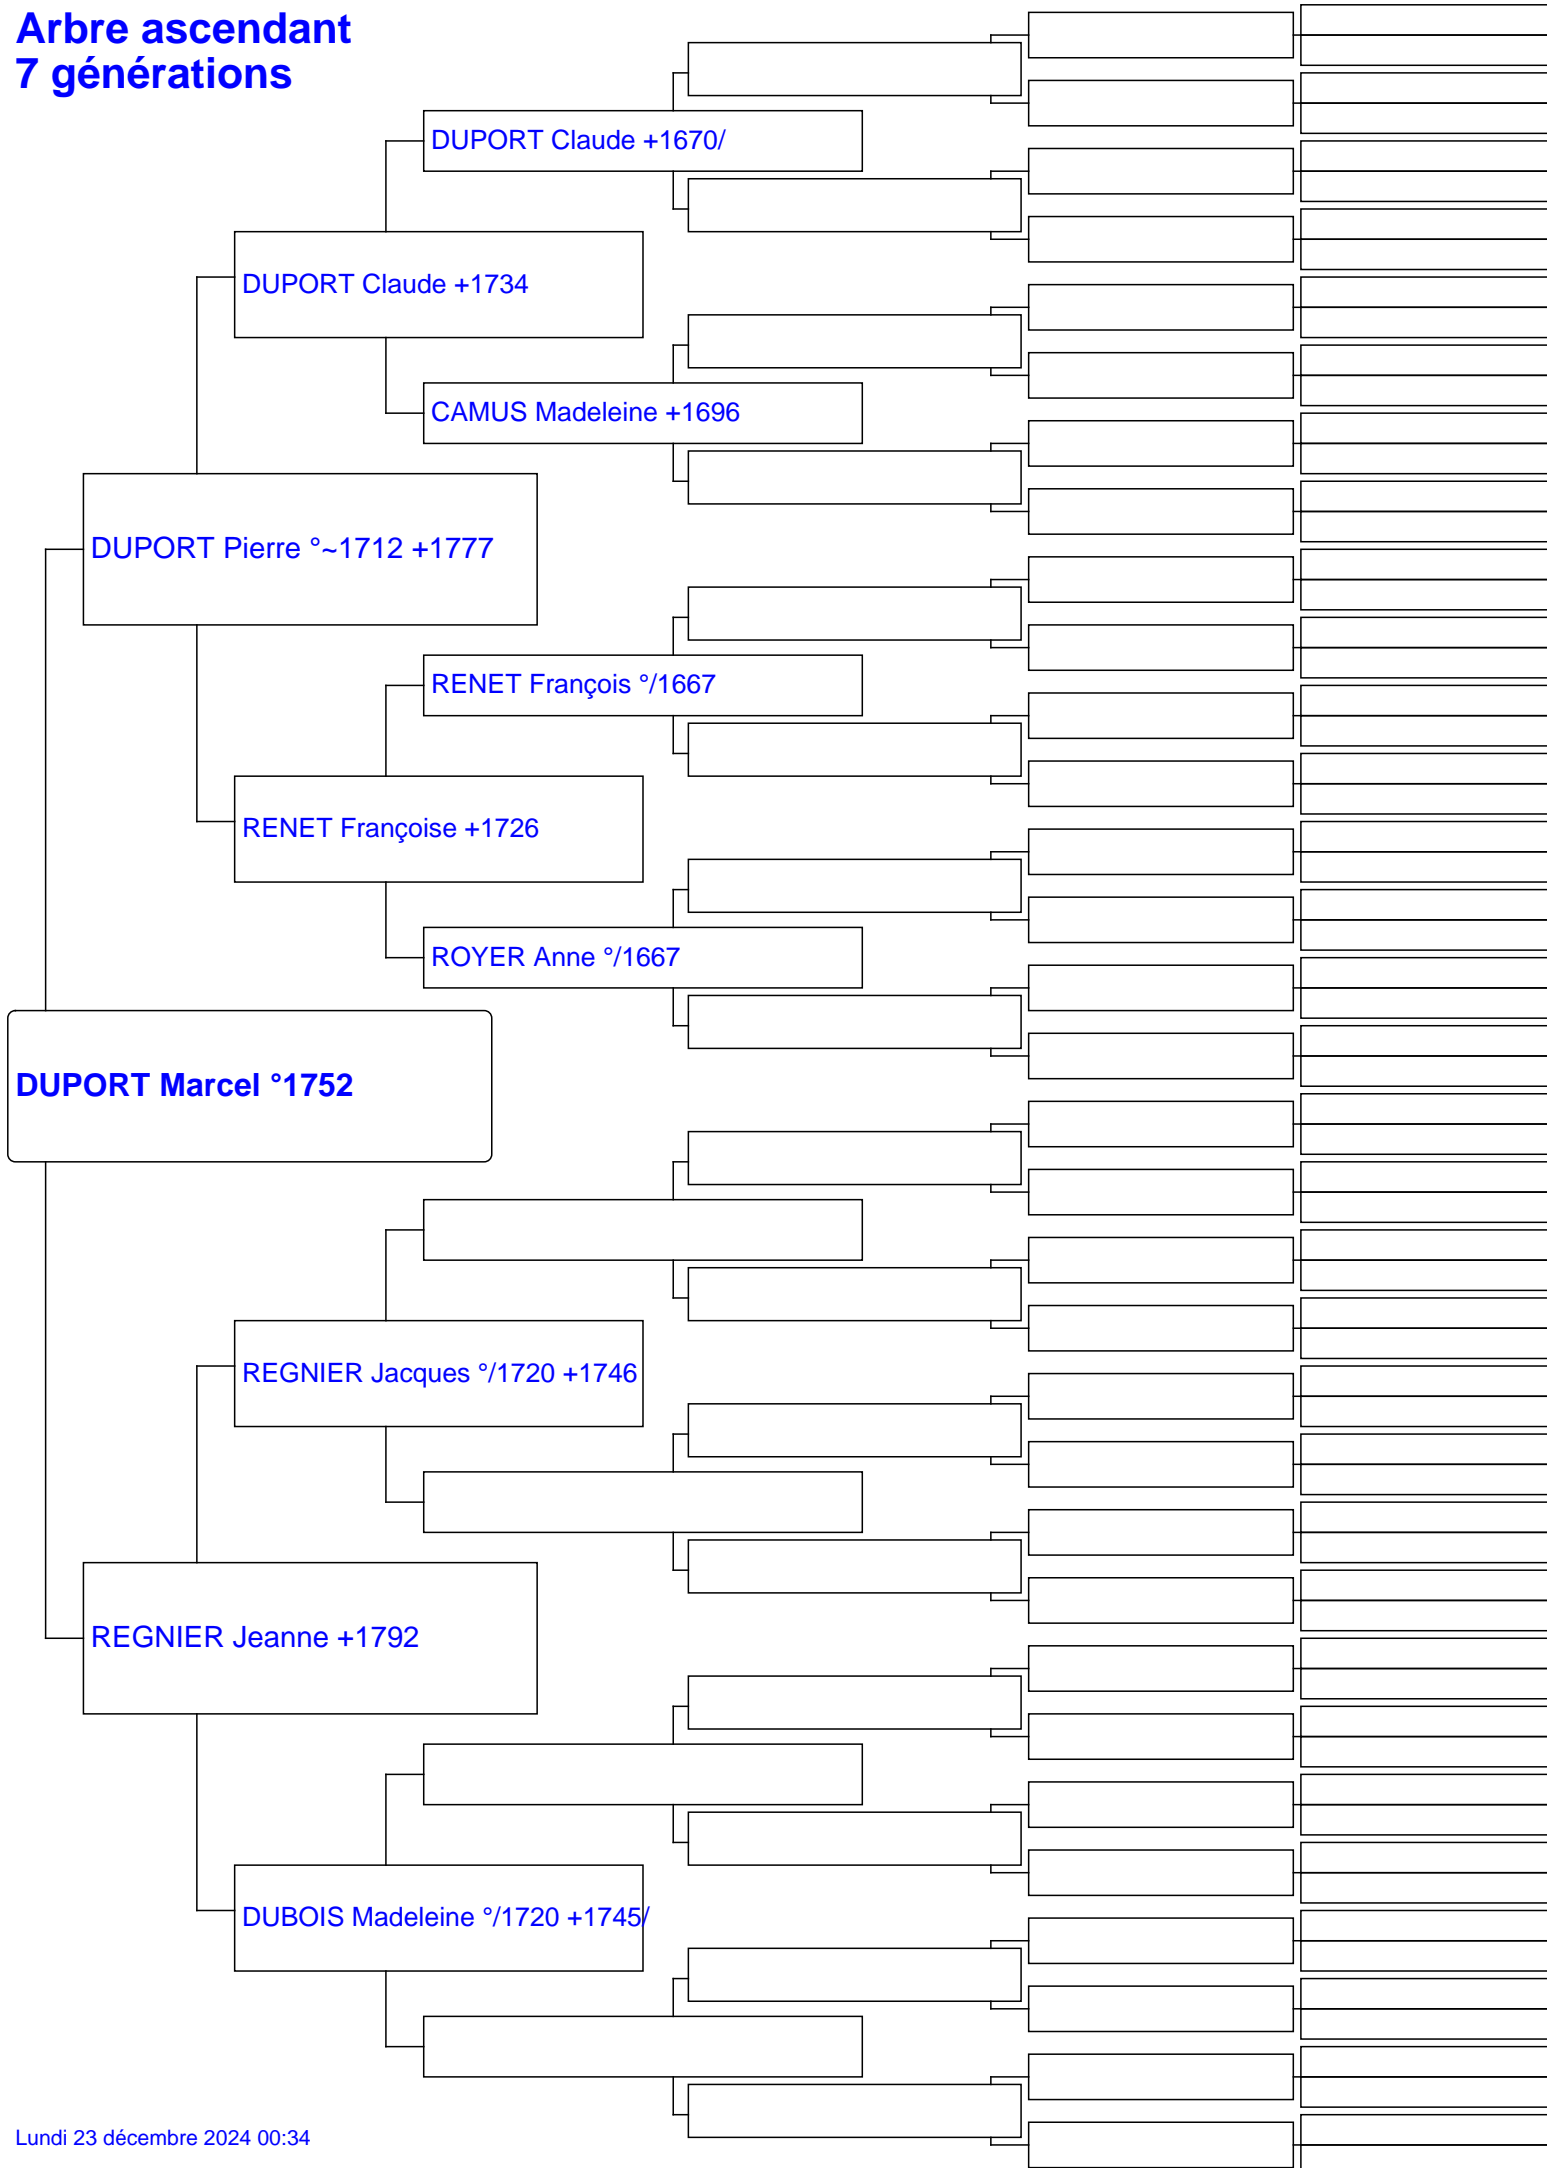 Arbre ascendant
7 générations
DUPORT Claude +1670/
DUPORT Claude +1734
CAMUS Madeleine +1696
DUPORT Pierre °~1712 +1777
RENET François °/1667
RENET Françoise +1726
ROYER Anne °/1667
DUPORT Marcel °1752
REGNIER Jacques °/1720 +1746
REGNIER Jeanne +1792
DUBOIS Madeleine °/1720 +1745/
Lundi 23 décembre 2024 00:34